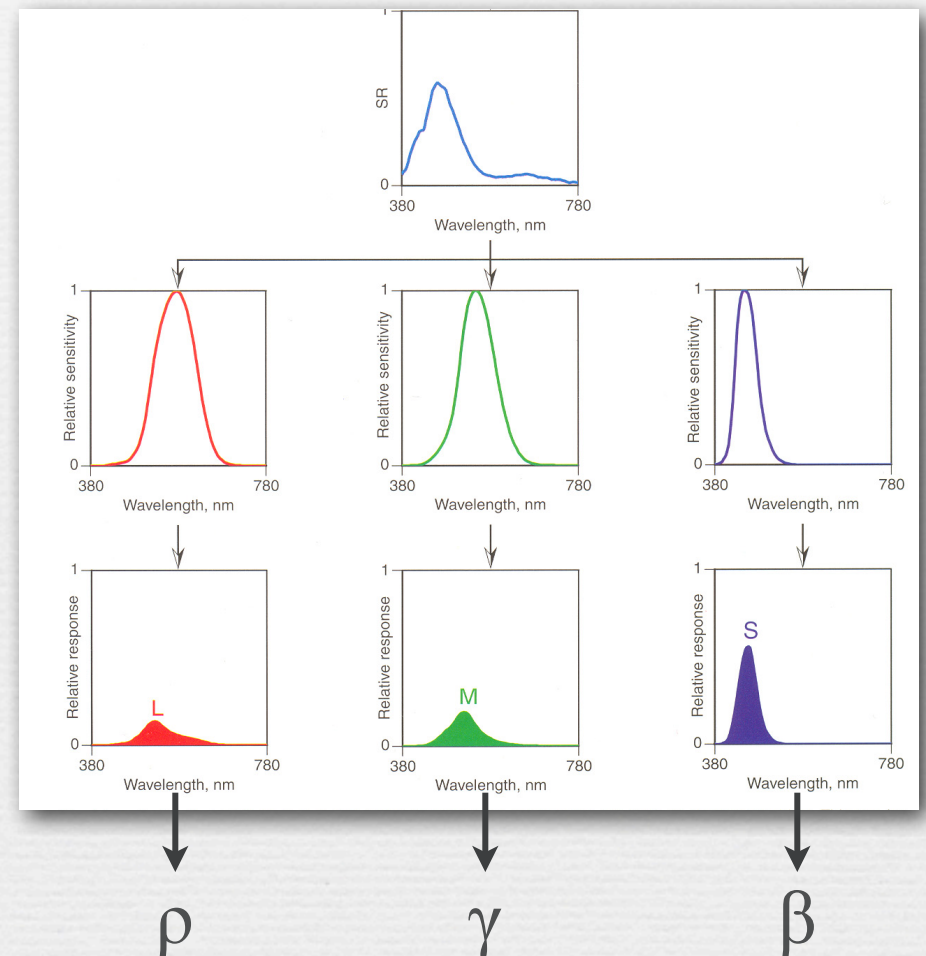 1
SR
0
380 780
Wavelength, nm
1 1 1
Relative sensitivity Relative sensitivity Relative sensitivity
0 0 0
380 780 380 780 380 780
Wavelength, nm Wavelength, nm Wavelength, nm
1 1 1
Relative response Relative response Relative response
L M S
0 0 0
380 780 380 780 380 780
Wavelength, nm Wavelength, nm Wavelength, nm
ρ γ β